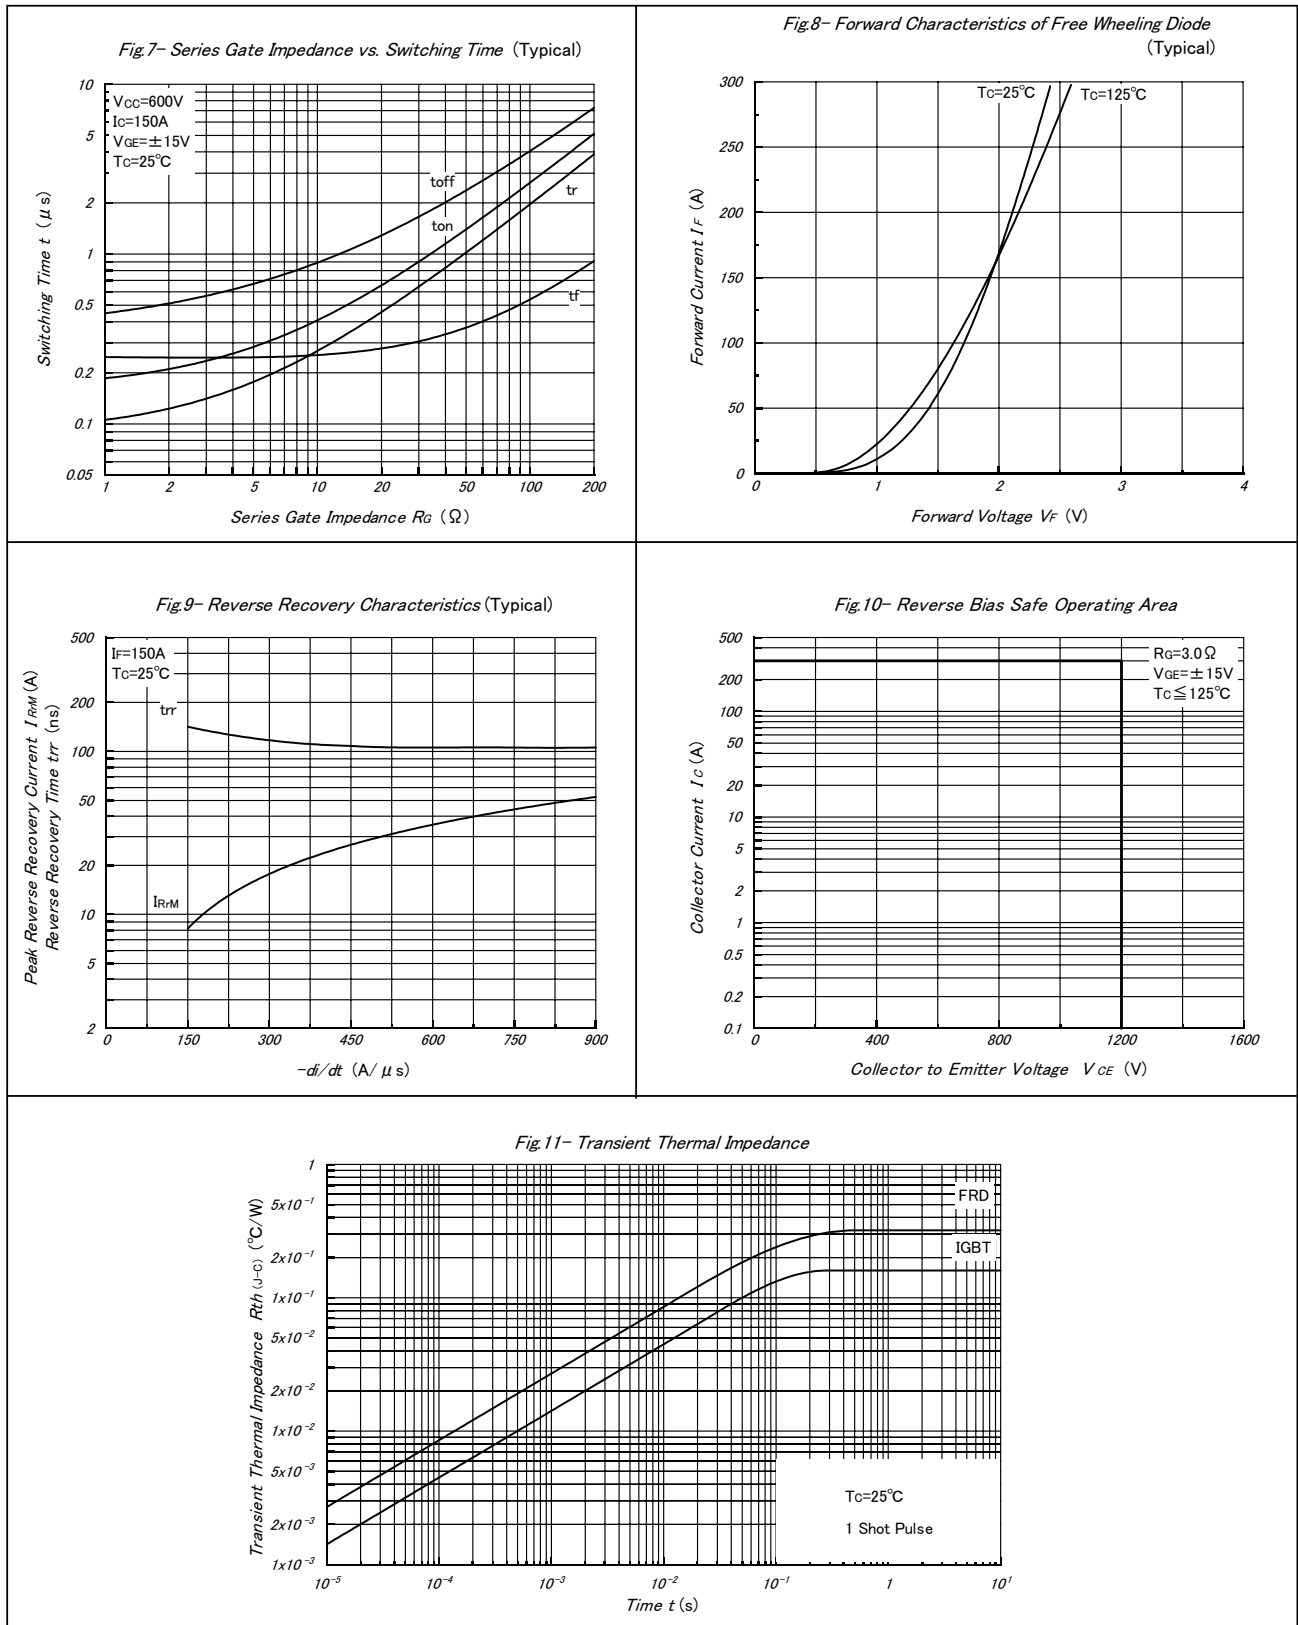 Fig.7- Series Gate Impedance vs. Switching Time (Typical)
10
5
2
1
0.5
0.2
0.1
0.05
Switching Time t (μs)
VCC=600V
IC=150A
VGE=±15V
TC=25℃
toff
ton
tr
tf
1 2 5 10 20 50 100 200
Series Gate Impedance RG (Ω)
Fig.8- Forward Characteristics of Free Wheeling Diode
(Typical)
300
250
200
150
100
50
0
Forward Current IF (A)
TC=25℃
TC=125℃
0 1 2 3 4
Forward Voltage VF (V)
Fig.9- Reverse Recovery Characteristics (Typical)
500
200
100
50
20
10
5
2
Peak Reverse Recovery Current IRrM (A)
Reverse Recovery Time trr (ns)
IF=150A
TC=25℃
trr
IRrM
0 150 300 450 600 750 900
-di/dt (A/μs)
Fig.10- Reverse Bias Safe Operating Area
500
200
100
50
20
10
5
2
1
0.5
0.2
0.1
Collector Current IC (A)
RG=3.0Ω
VGE=±15V
TC≦125℃
0 400 800 1200 1600
Collector to Emitter Voltage VCE (V)
Fig.11- Transient Thermal Impedance
1
5x10⁻¹
2x10⁻¹
1x10⁻¹
5x10⁻²
2x10⁻²
1x10⁻²
5x10⁻³
2x10⁻³
1x10⁻³
Transient Thermal Impedance Rth (J-C) (℃/W)
FRD
IGBT
TC=25℃
1 Shot Pulse
10⁻⁵ 10⁻⁴ 10⁻³ 10⁻² 10⁻¹ 1 10¹
Time t (s)